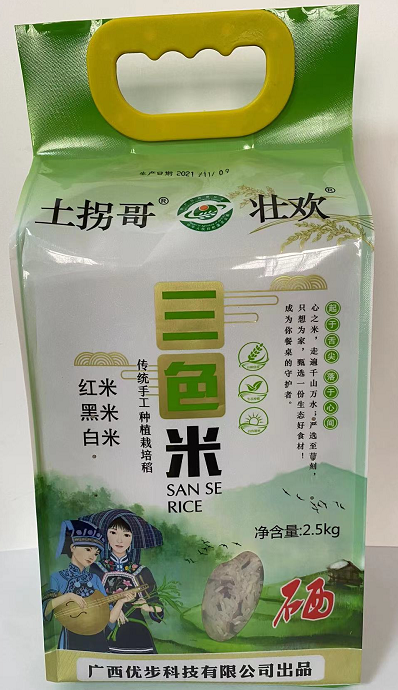 生产日期 2021/11/09
土拐哥® 壮欢®
三色米
SAN SE
RICE
传统手工种植栽培稻
红米
黑米
白米。
起于舌尖 落于心间
心之米，走遍千山万水；严选至苛刻，
只想为家，甄选一份生态好食材！
成为你餐桌的守护者。
净含量:2.5kg
硒
广西优步科技有限公司出品